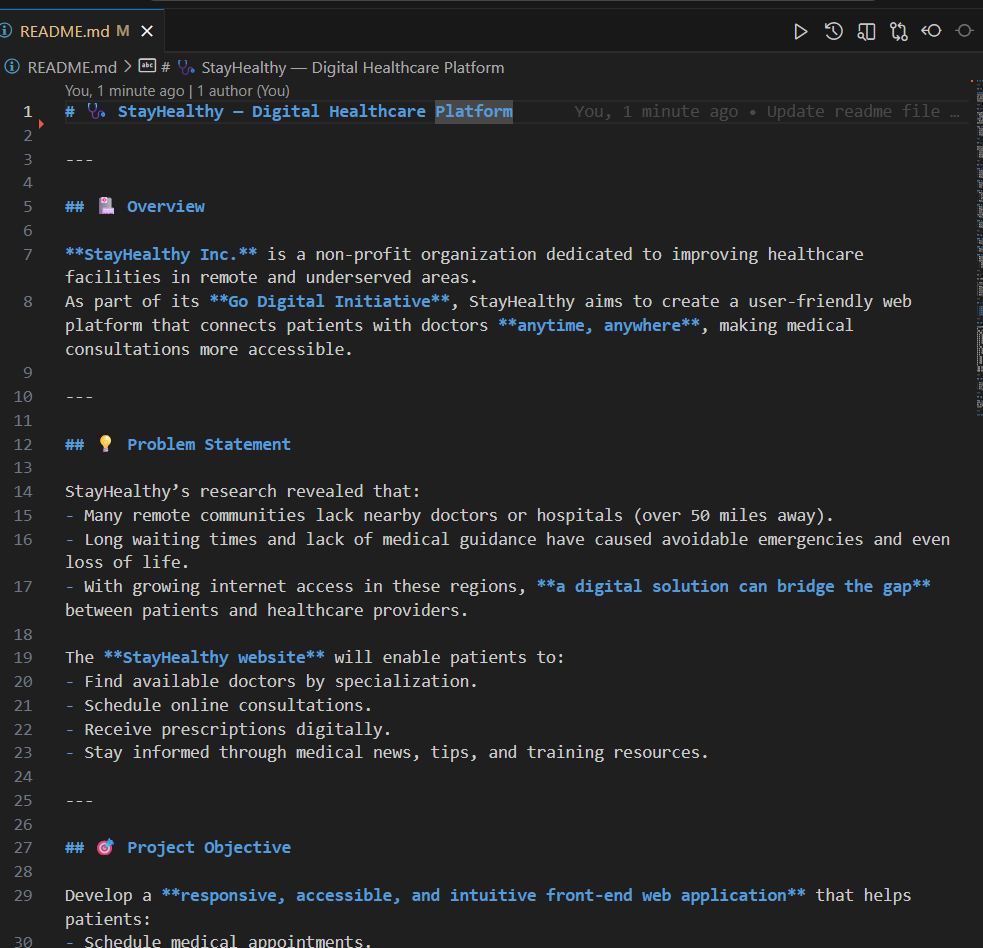 README.md M
README.md > # 🩺 StayHealthy — Digital Healthcare Platform
You, 1 minute ago | 1 author (You)
1 # 🩺 StayHealthy — Digital Healthcare Platform You, 1 minute ago • Update readme file …
2
3 ---
4
5 ## 🏥 Overview
6
7 **StayHealthy Inc.** is a non-profit organization dedicated to improving healthcare
facilities in remote and underserved areas.
8 As part of its **Go Digital Initiative**, StayHealthy aims to create a user-friendly web
platform that connects patients with doctors **anytime, anywhere**, making medical
consultations more accessible.
9
10 ---
11
12 ## 💡 Problem Statement
13
14 StayHealthy’s research revealed that:
15 - Many remote communities lack nearby doctors or hospitals (over 50 miles away).
16 - Long waiting times and lack of medical guidance have caused avoidable emergencies and even
loss of life.
17 - With growing internet access in these regions, **a digital solution can bridge the gap**
between patients and healthcare providers.
18
19 The **StayHealthy website** will enable patients to:
20 - Find available doctors by specialization.
21 - Schedule online consultations.
22 - Receive prescriptions digitally.
23 - Stay informed through medical news, tips, and training resources.
24
25 ---
26
27 ## 🎯 Project Objective
28
29 Develop a **responsive, accessible, and intuitive front-end web application** that helps
patients:
30 - Schedule medical appointments.